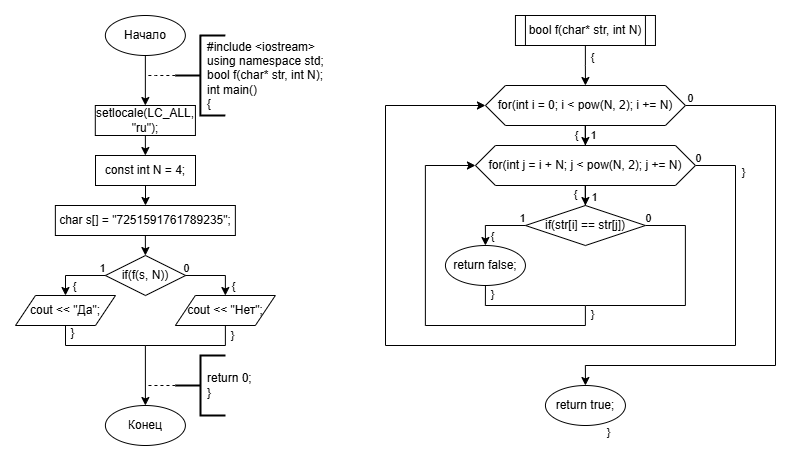 Начало
#include <iostream>
using namespace std;
bool f(char* str, int N);
int main()
{
setlocale(LC_ALL,
"ru");
const int N = 4;
char s[] = "7251591761789235";
if(f(s, N))
1
0
{
{
cout << "Да";
cout << "Нет";
}
}
return 0;
}
Конец
bool f(char* str, int N)
{
for(int i = 0; i < pow(N, 2); i += N)
0
{ 1
for(int j = i + N; j < pow(N, 2); j += N)
0
}
{ 1
if(str[i] == str[j])
1
0
{
return false;
}
}
return true;
}